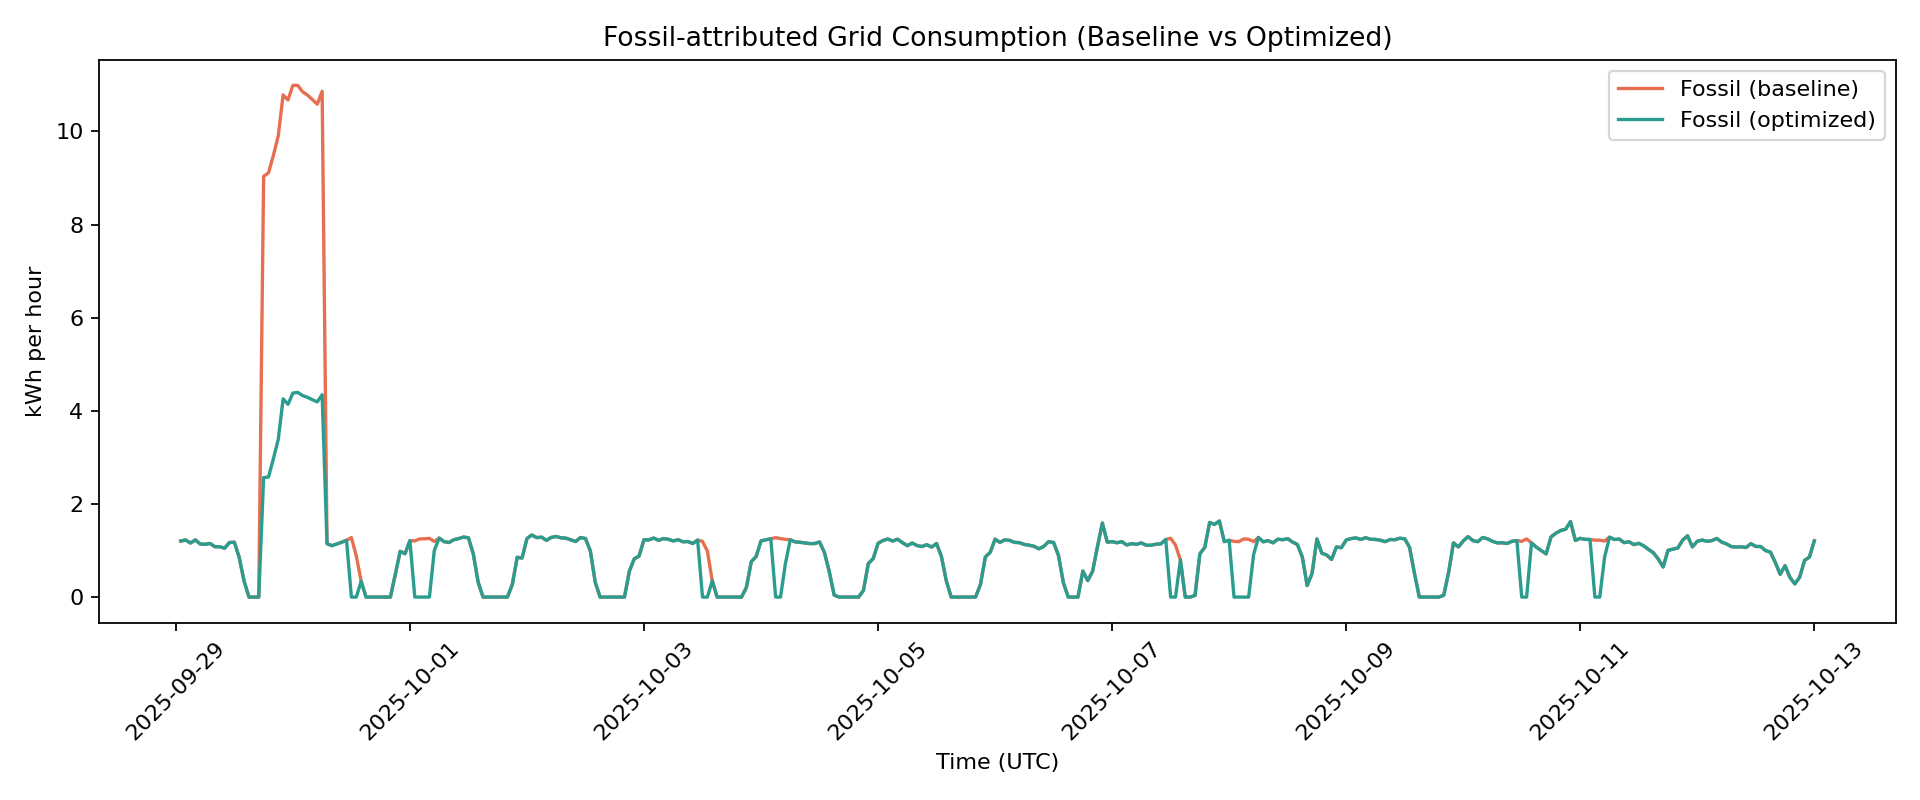 Fossil-attributed Grid Consumption (Baseline vs Optimized)
Fossil (baseline)
Fossil (optimized)
kWh per hour
10
8
6
4
2
0
2025-09-29
2025-10-01
2025-10-03
2025-10-05
2025-10-07
2025-10-09
2025-10-11
2025-10-13
Time (UTC)